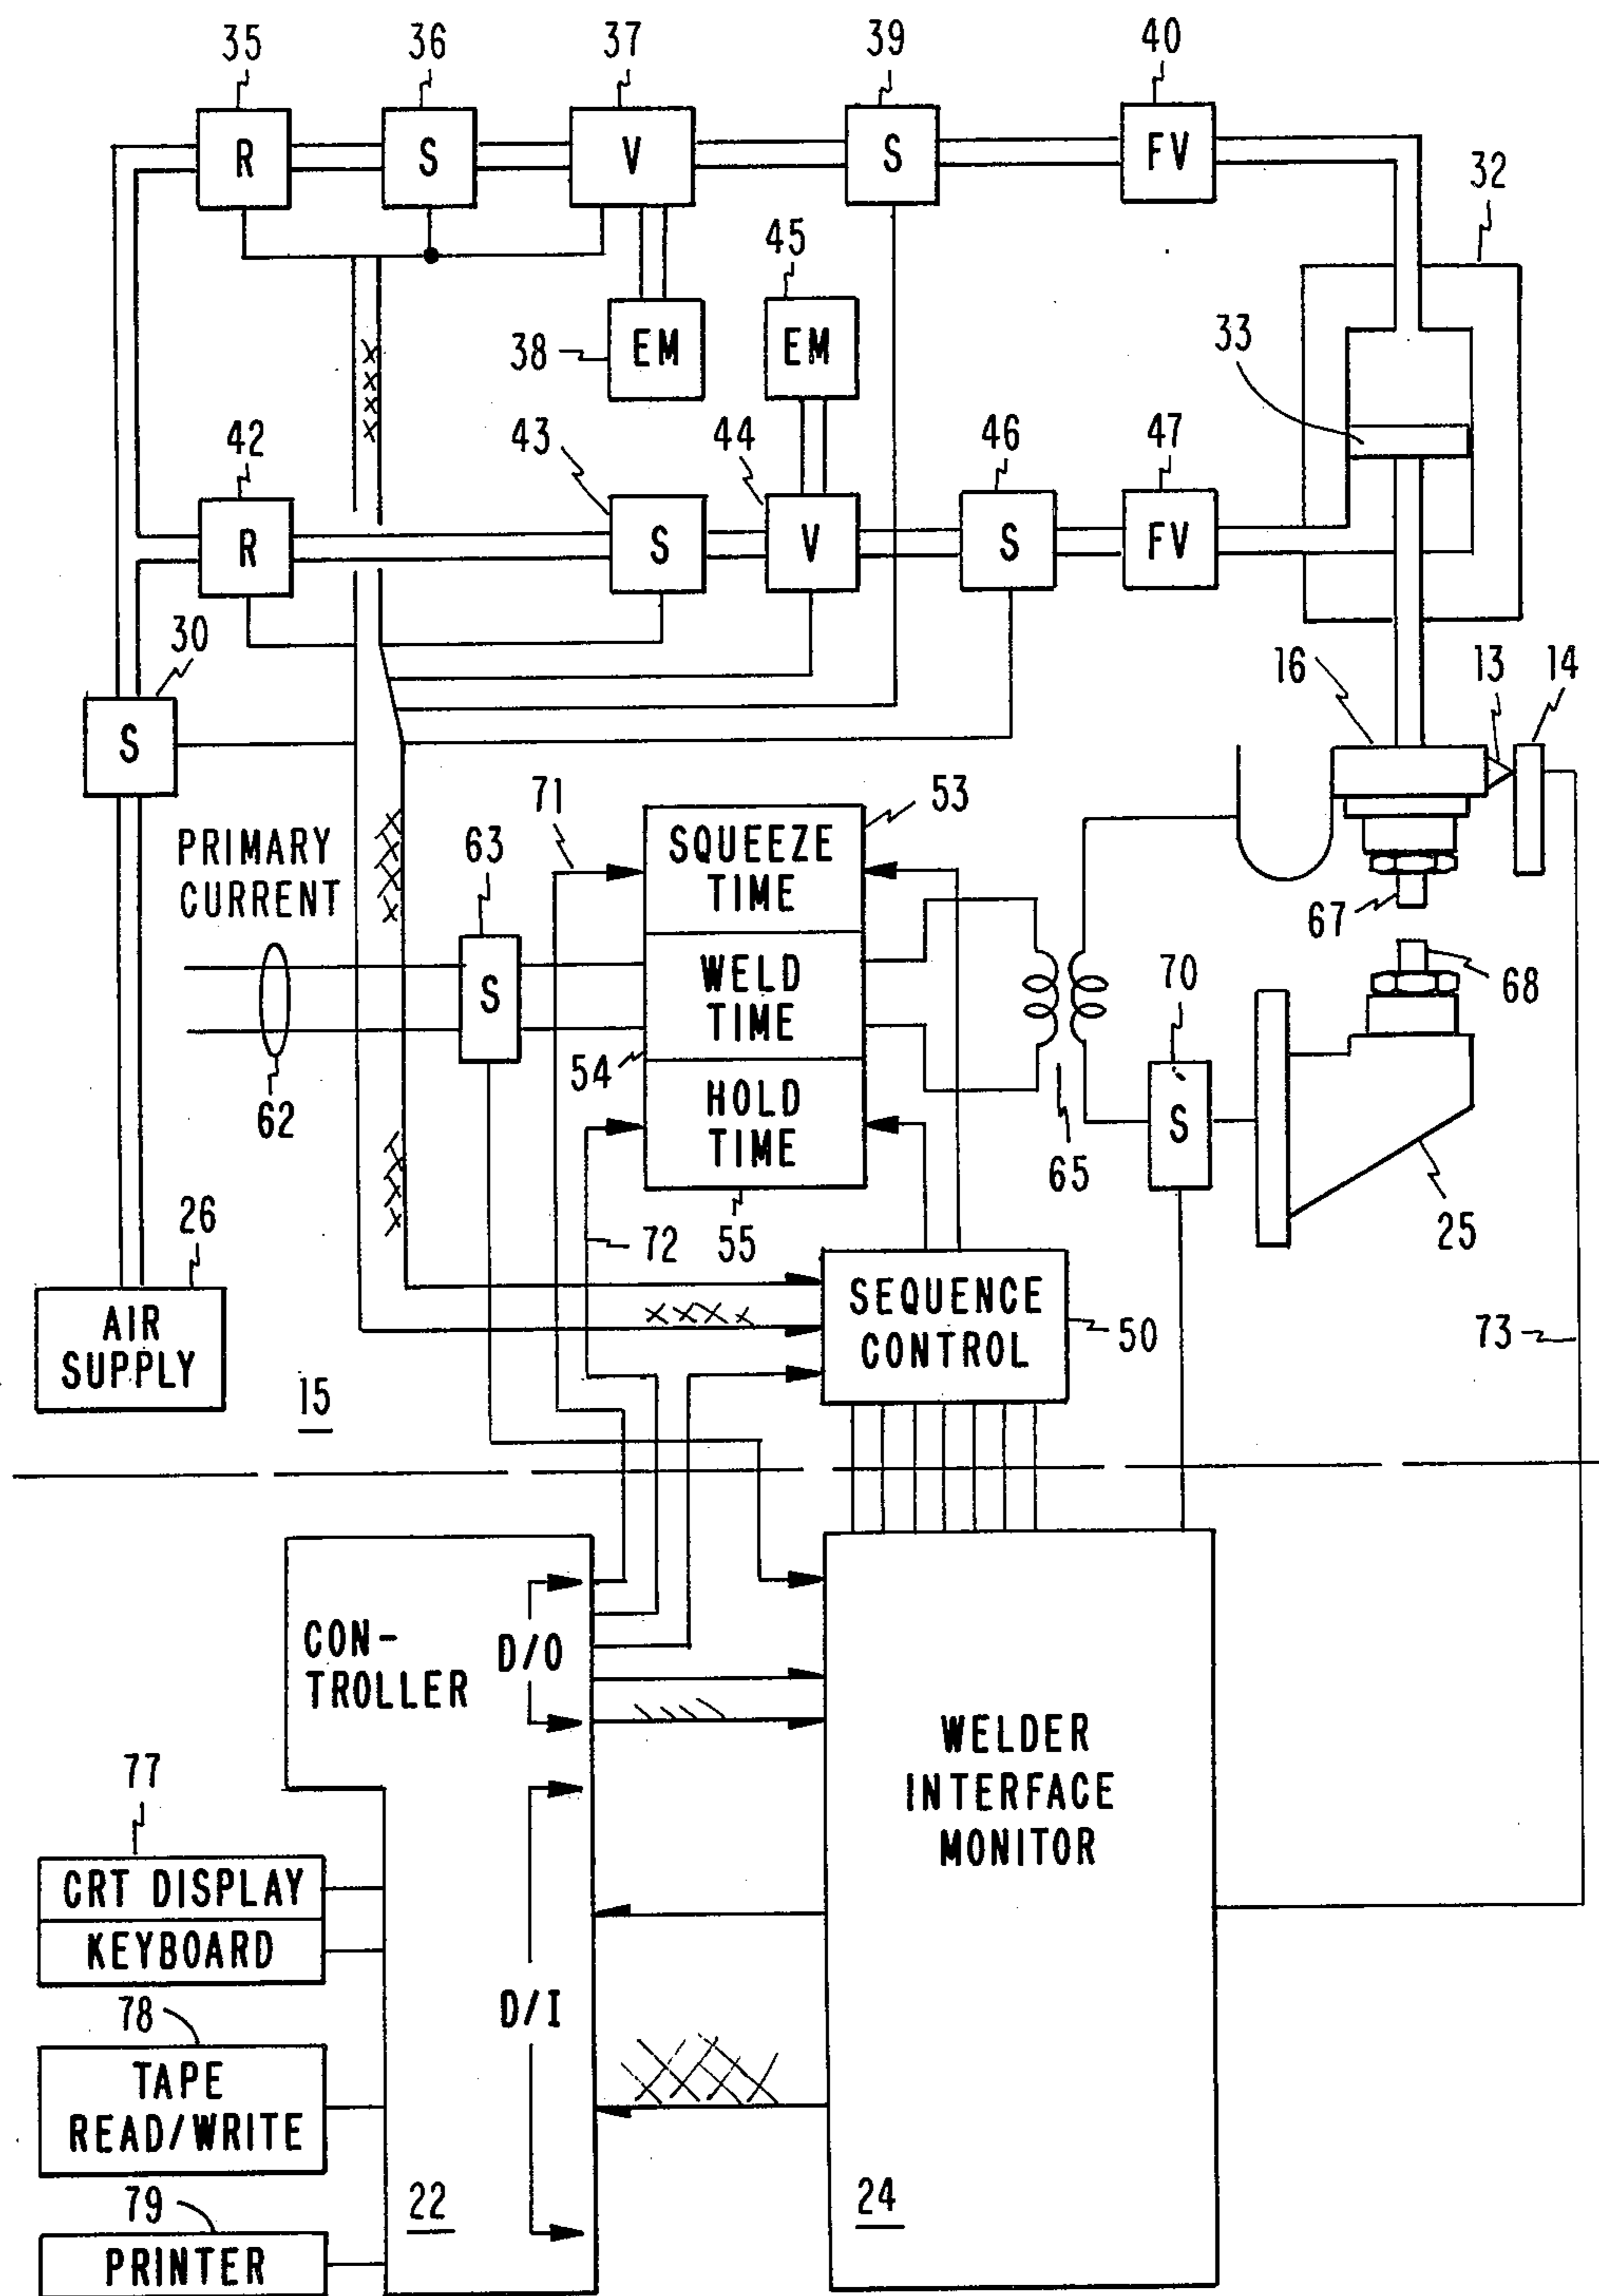 35
36
37
39
40
R
S
V
S
FV
32
45
38
EM
EM
33
42
43
44
46
47
R
S
V
S
FV
30
S
16
13
14
PRIMARY
CURRENT
71
63
53
SQUEEZE
TIME
67
S
WELD
TIME
68
70
54
62
HOLD
TIME
65
S
25
26
72
55
AIR
SUPPLY
SEQUENCE
CONTROL
50
73
15
CON-
TROLLER
D/O
WELDER
INTERFACE
MONITOR
77
CRT DISPLAY
KEYBOARD
D/I
78
TAPE
READ/WRITE
79
22
24
PRINTER